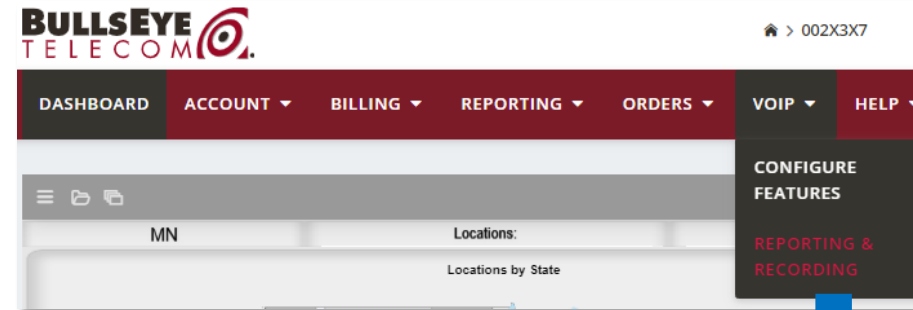 BULLSEYE
TELECOM
> 002X3X7
DASHBOARD ACCOUNT BILLING REPORTING ORDERS VOIP HELP
CONFIGURE
FEATURES
REPORTING &
RECORDING
MN Locations:
Locations by State